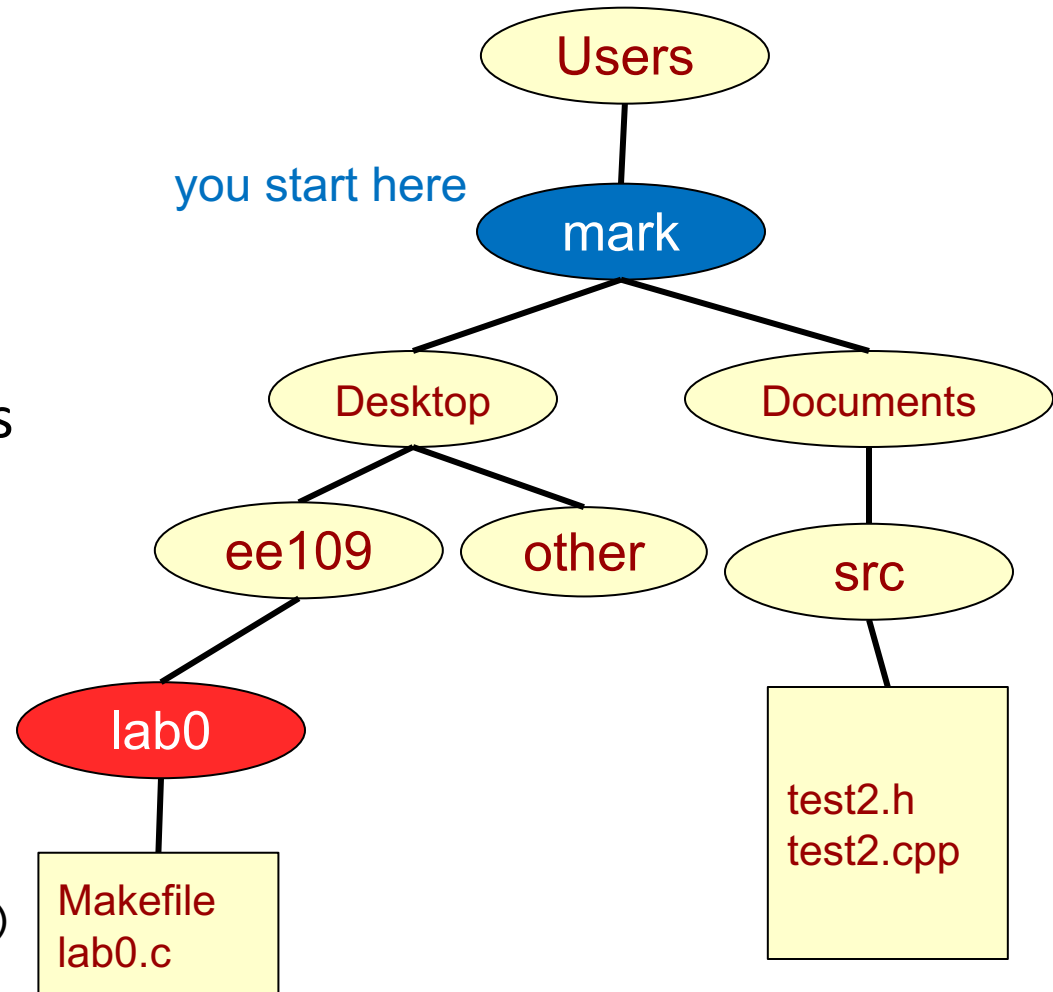 Users
you start here
mark
Desktop
Documents
s
ee109
other
src
lab0
test2.h
test2.cpp
Makefile
)
lab0.c